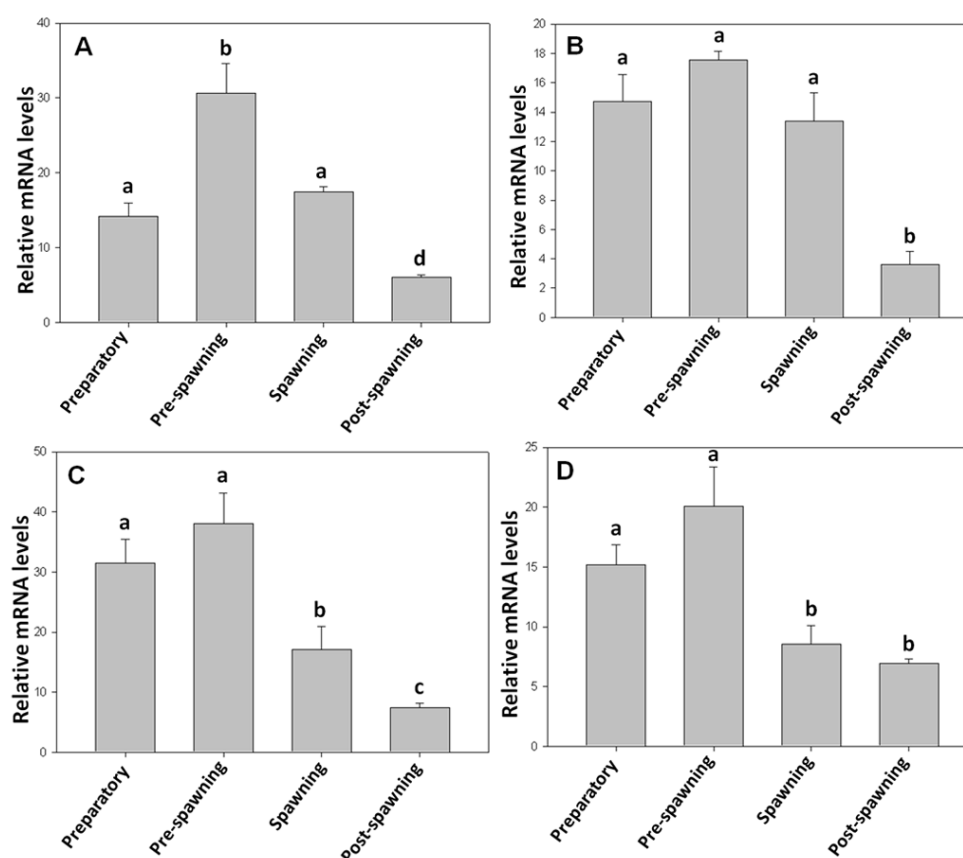 A
Relative mRNA levels
40
30
20
10
0
a
b
a
d
Preparatory
Pre-spawning
Spawning
Post-spawning
B
Relative mRNA levels
20
18
16
14
12
10
8
6
4
2
0
a
a
a
b
Preparatory
Pre-spawning
Spawning
Post-spawning
C
Relative mRNA levels
50
40
30
20
10
0
a
a
b
c
Preparatory
Pre-spawning
Spawning
Post-spawning
D
Relative mRNA levels
25
20
15
10
5
0
a
a
b
b
Preparatory
Pre-spawning
Spawning
Post-spawning